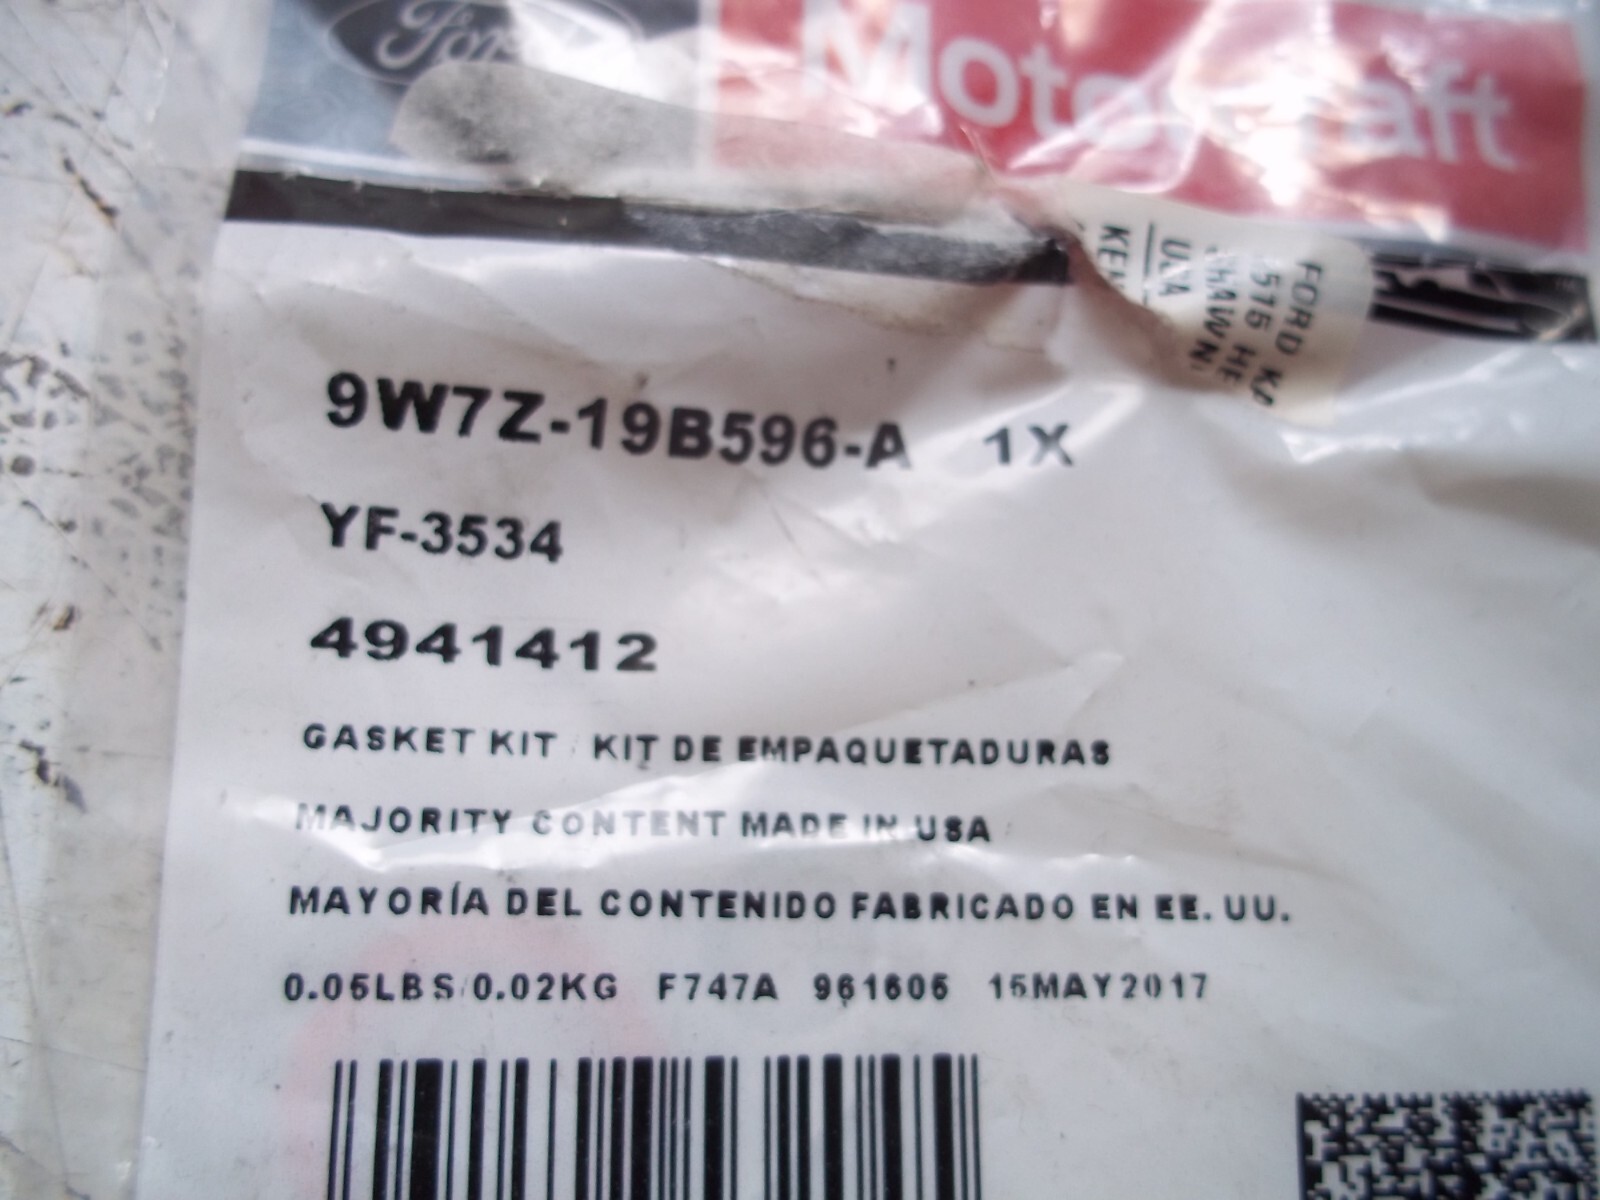 Ford
Motorcraft
FORD
USA
9W7Z-19B596-A 1X
YF-3534
4941412
GASKET KIT / KIT DE EMPAQUETADURAS
MAJORITY CONTENT MADE IN USA
MAYORÍA DEL CONTENIDO FABRICADO EN EE. UU.
0.05LBS/0.02KG F747A 961605 15MAY2017